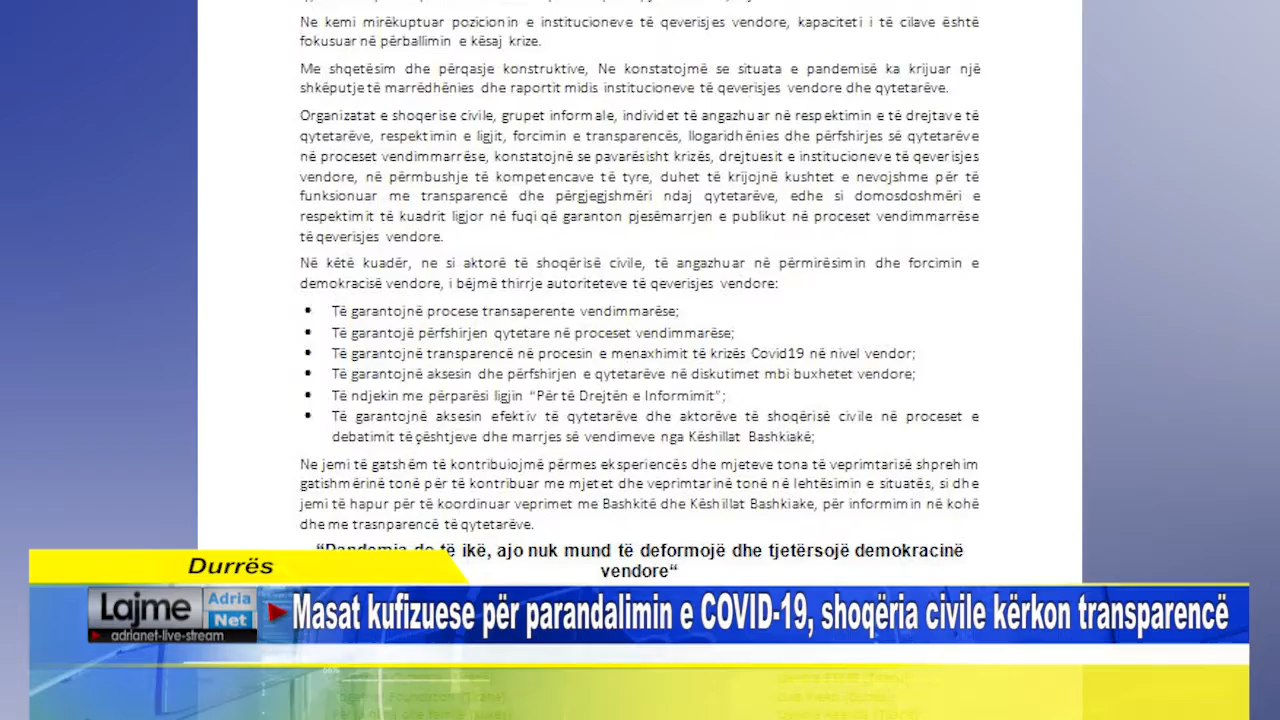 Ne kemi mirëkuptuar pozicionin e institucioneve të qeverisjes vendore, kapaciteti i të cilave është
fokusuar në përballimin e kësaj krize.
Me shqetësim dhe përqasje konstruktive, Ne konstatojmë se situata e pandemisë ka krijuar një
shkëputje të marrëdhënies dhe raportit midis institucioneve të qeverisjes vendore dhe qytetarëve.
Organizatat e shoqerise civile, grupet informale, individet të angazhuar në respektimin e të drejtave të
qytetarëve, respektimin e ligjit, forcimin e transparencës, llogaridhënies dhe përfshirjes së qytetarëve
në proceset vendimmarrëse, konstatojnë se pavarësisht krizës, drejtuesit e institucioneve të qeverisjes
vendore, në përmbushje të kompetencave të tyre, duhet të krijojnë kushtet e nevojshme për të
funksionuar me transparencë dhe përgjegjshmëri ndaj qytetarëve, edhe si domosdoshmëri e
respektimit të kuadrit ligjor në fuqi që garanton pjesëmarrjen e publikut në proceset vendimmarrëse
të qeverisjes vendore.
Në këtë kuadër, ne si aktorë të shoqërisë civile, të angazhuar në përmirësimin dhe forcimin e
demokracisë vendore, i bëjmë thirrje autoriteteve të qeverisjes vendore:
• Të garantojnë procese transaperente vendimmarëse;
• Të garantojë përfshirjen qytetare në proceset vendimmarëse;
• Të garantojnë transparencë në procesin e menaxhimit të krizës Covid19 në nivel vendor;
• Të garantojnë aksesin dhe përfshirjen e qytetarëve në diskutimet mbi buxhetet vendore;
• Të ndjekin me përparësi ligjin “Për të Drejtën e Informimit”;
• Të garantojnë aksesin efektiv të qytetarëve dhe aktorëve të shoqërisë civile në proceset e
debatimit të çështjeve dhe marrjes së vendimeve nga Këshillat Bashkiakë;
Ne jemi të gatshëm të kontribuiojmë përmes eksperiencës dhe mjeteve tona të veprimtarisë shprehim
gatishmërinë tonë për të kontribuar me mjetet dhe veprimtarinë tonë në lehtësimin e situatës, si dhe
jemi të hapur për të koordinuar veprimet me Bashkitë dhe Këshillat Bashkiake, për informimin në kohë
dhe me trasnparencë të qytetarëve.
“Pandemia do të ikë, ajo nuk mund të deformojë dhe tjetërsojë demokracinë
vendore“
Durrës
Lajme Adria Net
adrianet-live-stream
Masat kufizuese për parandalimin e COVID-19, shoqëria civile kërkon transparencë